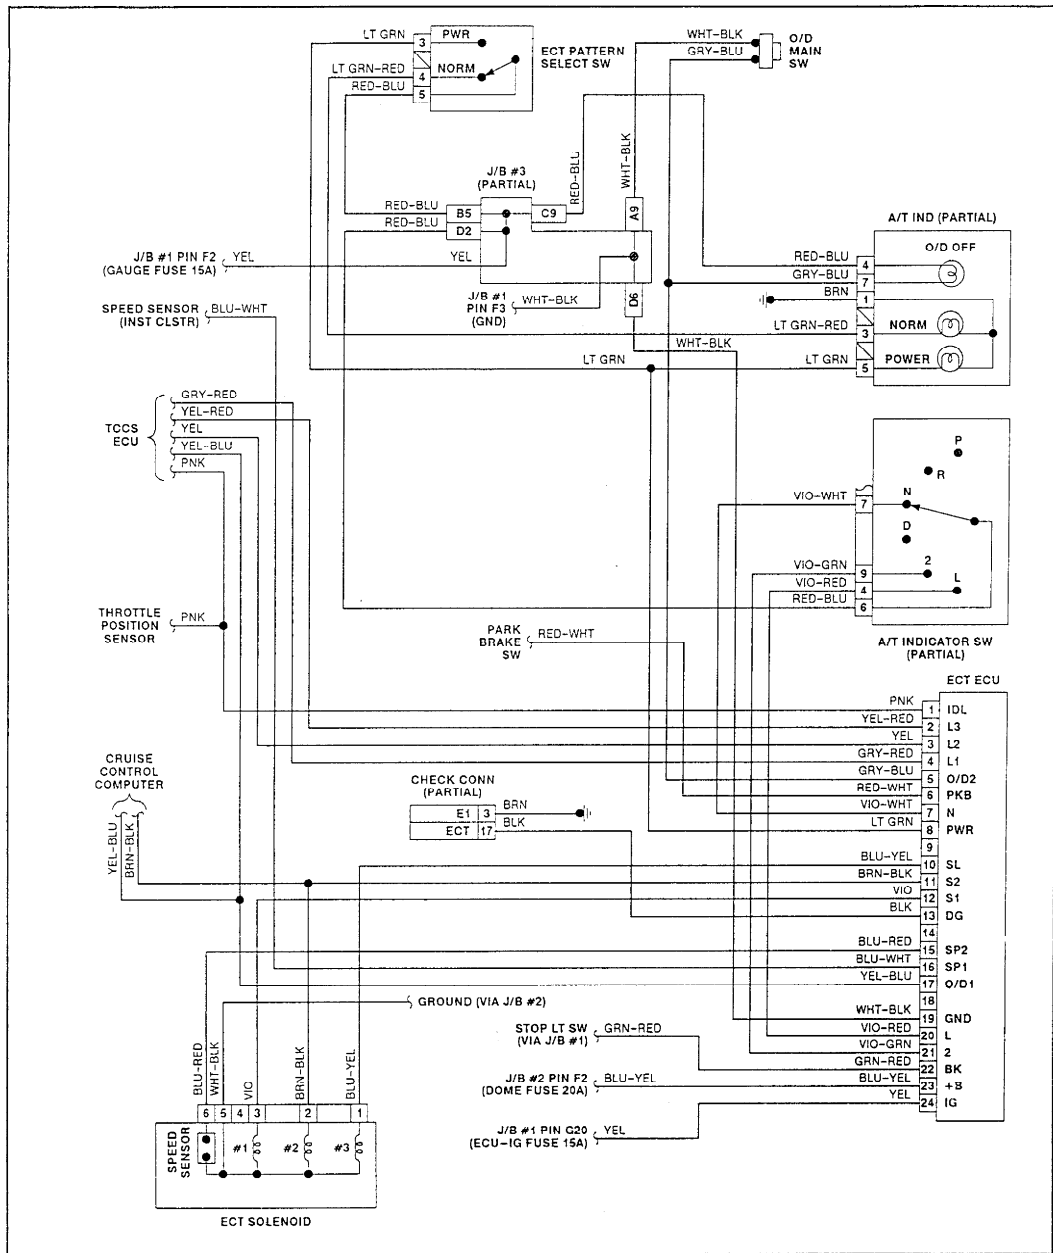 LT GRN 3 PWR
LT GRN-RED 4 NORM
RED-BLU 5
ECT PATTERN
SELECT SW
WHT-BLK
GRY-BLU
O/D
MAIN
SW
RED-BLU
WHT-BLK
J/B #3
(PARTIAL)
RED-BLU B5 C9
RED-BLU D2
YEL
A9
D6
J/B #1 PIN F2
(GAUGE FUSE 15A)
YEL
J/B #1
PIN F3
(GND)
WHT-BLK
WHT-BLK
SPEED SENSOR
(INST CLSTR)
BLU-WHT
A/T IND (PARTIAL)
RED-BLU 4 O/D OFF
GRY-BLU 7
BRN 1
LT GRN-RED 3 NORM
LT GRN LT GRN 5 POWER
TCCS
ECU
GRY-RED
YEL-RED
YEL
YEL-BLU
PNK
P
R
VIO-WHT 7 N
D
VIO-GRN 9 2
VIO-RED 4 L
RED-BLU 6
A/T INDICATOR SW
(PARTIAL)
THROTTLE
POSITION
SENSOR
PNK
PARK
BRAKE
SW
RED-WHT
ECT ECU
PNK 1 IDL
YEL-RED 2 L3
YEL 3 L2
GRY-RED 4 L1
GRY-BLU 5 O/D2
RED-WHT 6 PKB
VIO-WHT 7 N
LT GRN 8 PWR
9
BLU-YEL 10 SL
BRN-BLK 11 S2
VIO 12 S1
BLK 13 DG
14
BLU-RED 15 SP2
BLU-WHT 16 SP1
YEL-BLU 17 O/D1
18
WHT-BLK 19 GND
VIO-RED 20 L
VIO-GRN 21 2
GRN-RED 22 BK
BLU-YEL 23 +B
YEL 24 IG
CRUISE
CONTROL
COMPUTER
YEL-BLU
BRN-BLK
CHECK CONN
(PARTIAL)
E1 3 BRN
ECT 17 BLK
GROUND (VIA J/B #2)
STOP LT SW
(VIA J/B #1)
GRN-RED
J/B #2 PIN F2
(DOME FUSE 20A)
BLU-YEL
J/B #1 PIN G20
(ECU-IG FUSE 15A)
YEL
BLU-RED
WHT-BLK
VIO
BRN-BLK
BLU-YEL
6 5 4 3 2 1
SPEED
SENSOR
#1 #2 #3
ECT SOLENOID